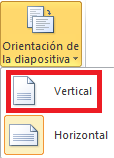 Orientación de
la diapositiva
Vertical
Horizontal